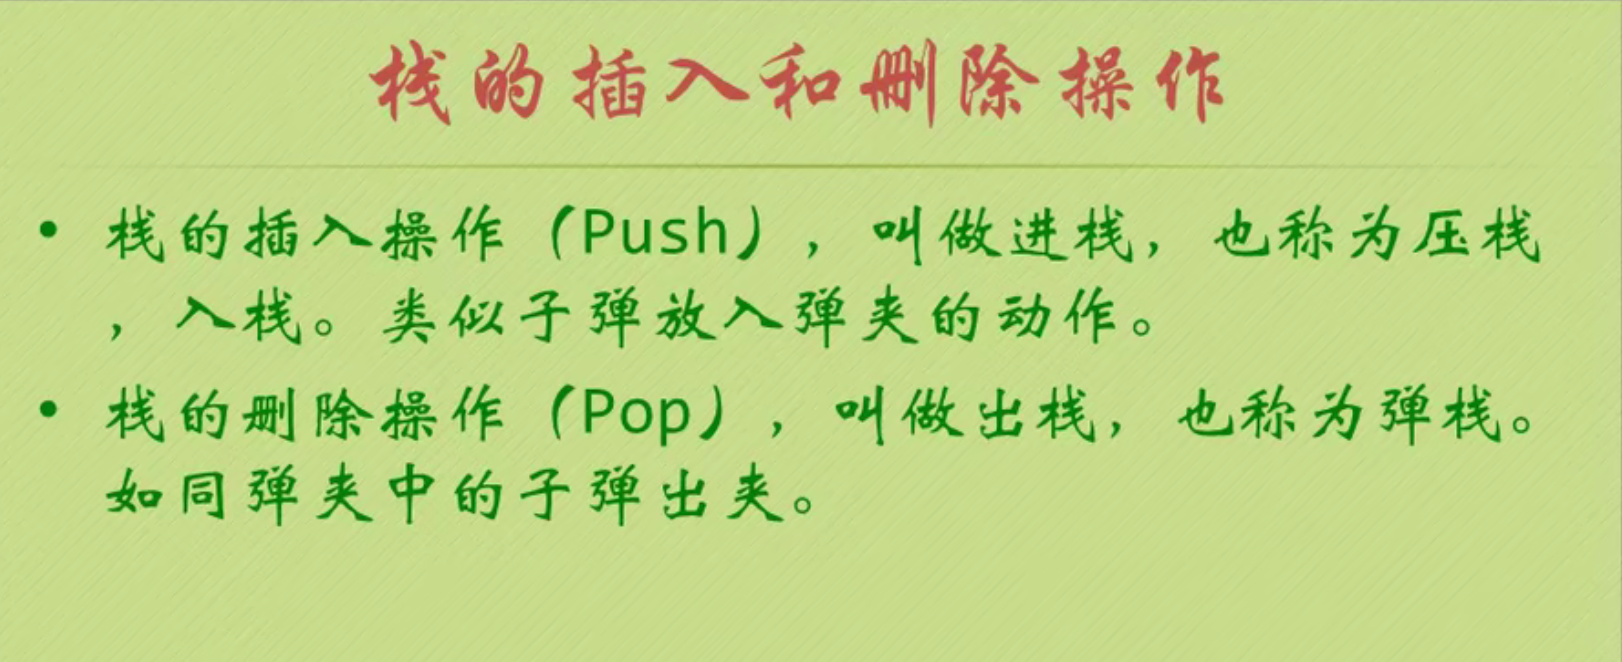 栈的插入和删除操作
• 栈的插入操作（Push），叫做进栈，也称为压栈
，入栈。类似子弹放入弹夹的动作。
• 栈的删除操作（Pop），叫做出栈，也称为弹栈。
如同弹夹中的子弹出夹。